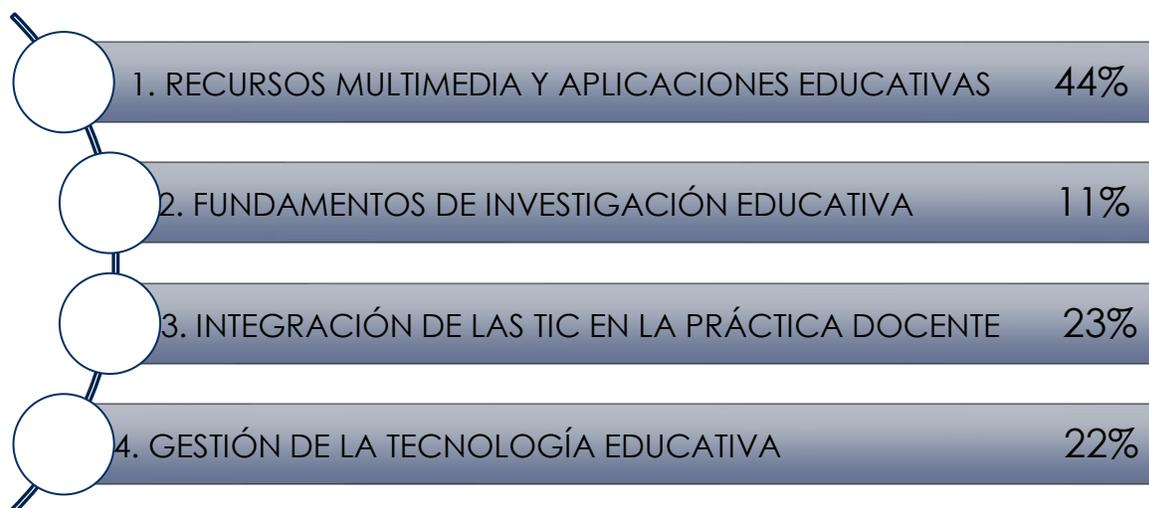 1. RECURSOS MULTIMEDIA Y APLICACIONES EDUCATIVAS 44%
2. FUNDAMENTOS DE INVESTIGACIÓN EDUCATIVA 11%
3. INTEGRACIÓN DE LAS TIC EN LA PRÁCTICA DOCENTE 23%
4. GESTIÓN DE LA TECNOLOGÍA EDUCATIVA 22%